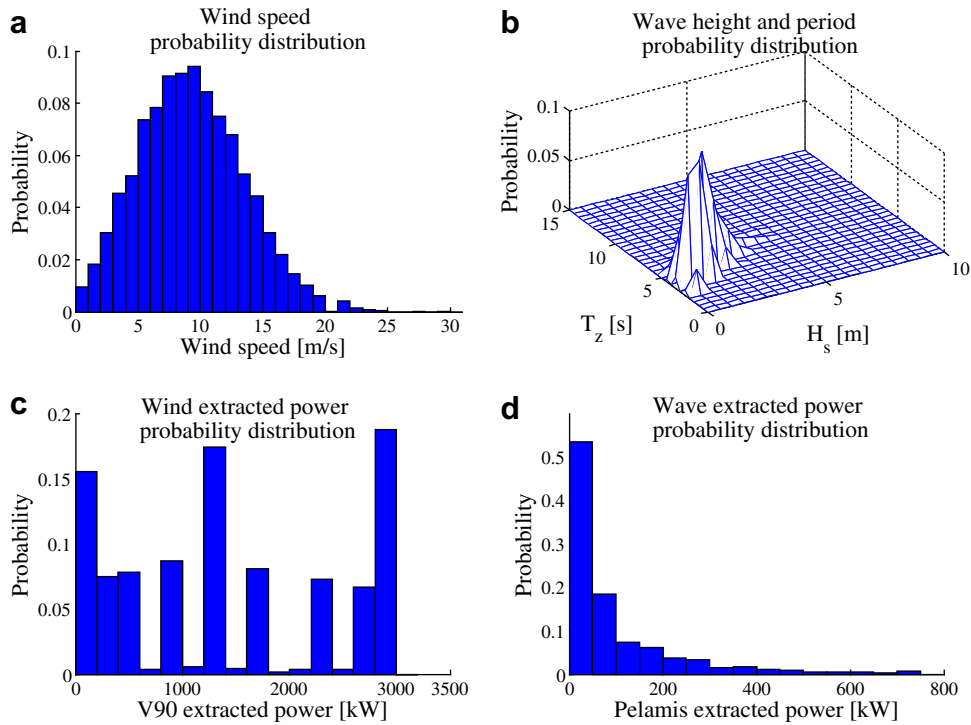 a
Wind speed
probability distribution
0.1
0.08
0.06
0.04
0.02
0
Probability
0 5 10 15 20 25 30
Wind speed [m/s]
b
Wave height and period
probability distribution
0.1
0.05
0
Probability
15
10
5
0
T_z [s]
0
5
10
H_s [m]
c
Wind extracted power
probability distribution
0.2
0.15
0.1
0.05
0
Probability
0 1000 2000 3000 3500
V90 extracted power [kW]
d
Wave extracted power
probability distribution
0.5
0.4
0.3
0.2
0.1
0
Probability
0 200 400 600 800
Pelamis extracted power [kW]